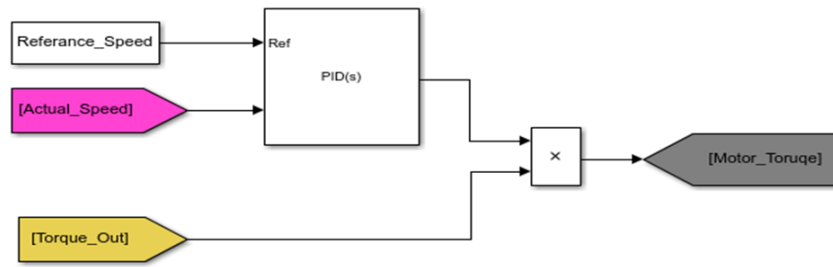 Referance_Speed
Ref
PID(s)
[Actual_Speed]
×
[Motor_Toruqe]
[Torque_Out]